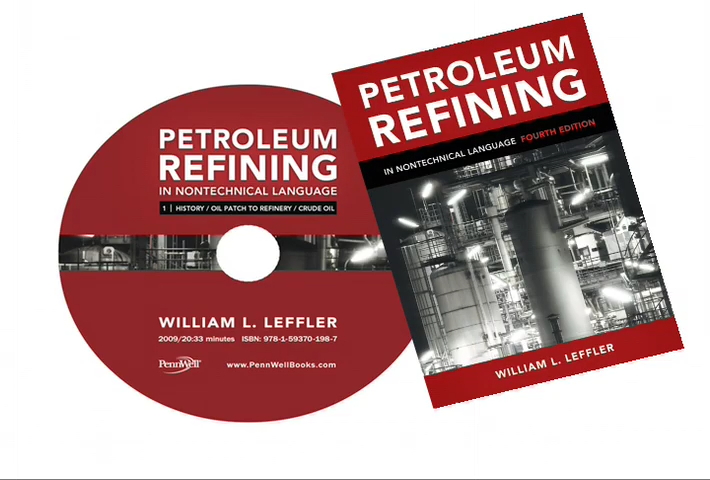 PETROLEUM
REFINING
IN NONTECHNICAL LANGUAGE
1 | HISTORY / OIL PATCH TO REFINERY / CRUDE OIL
WILLIAM L. LEFFLER
2009/20:33 minutes ISBN: 978-1-59370-198-7
PennWell
www.PennWellBooks.com
PETROLEUM
REFINING
IN NONTECHNICAL LANGUAGE FOURTH EDITION
WILLIAM L. LEFFLER